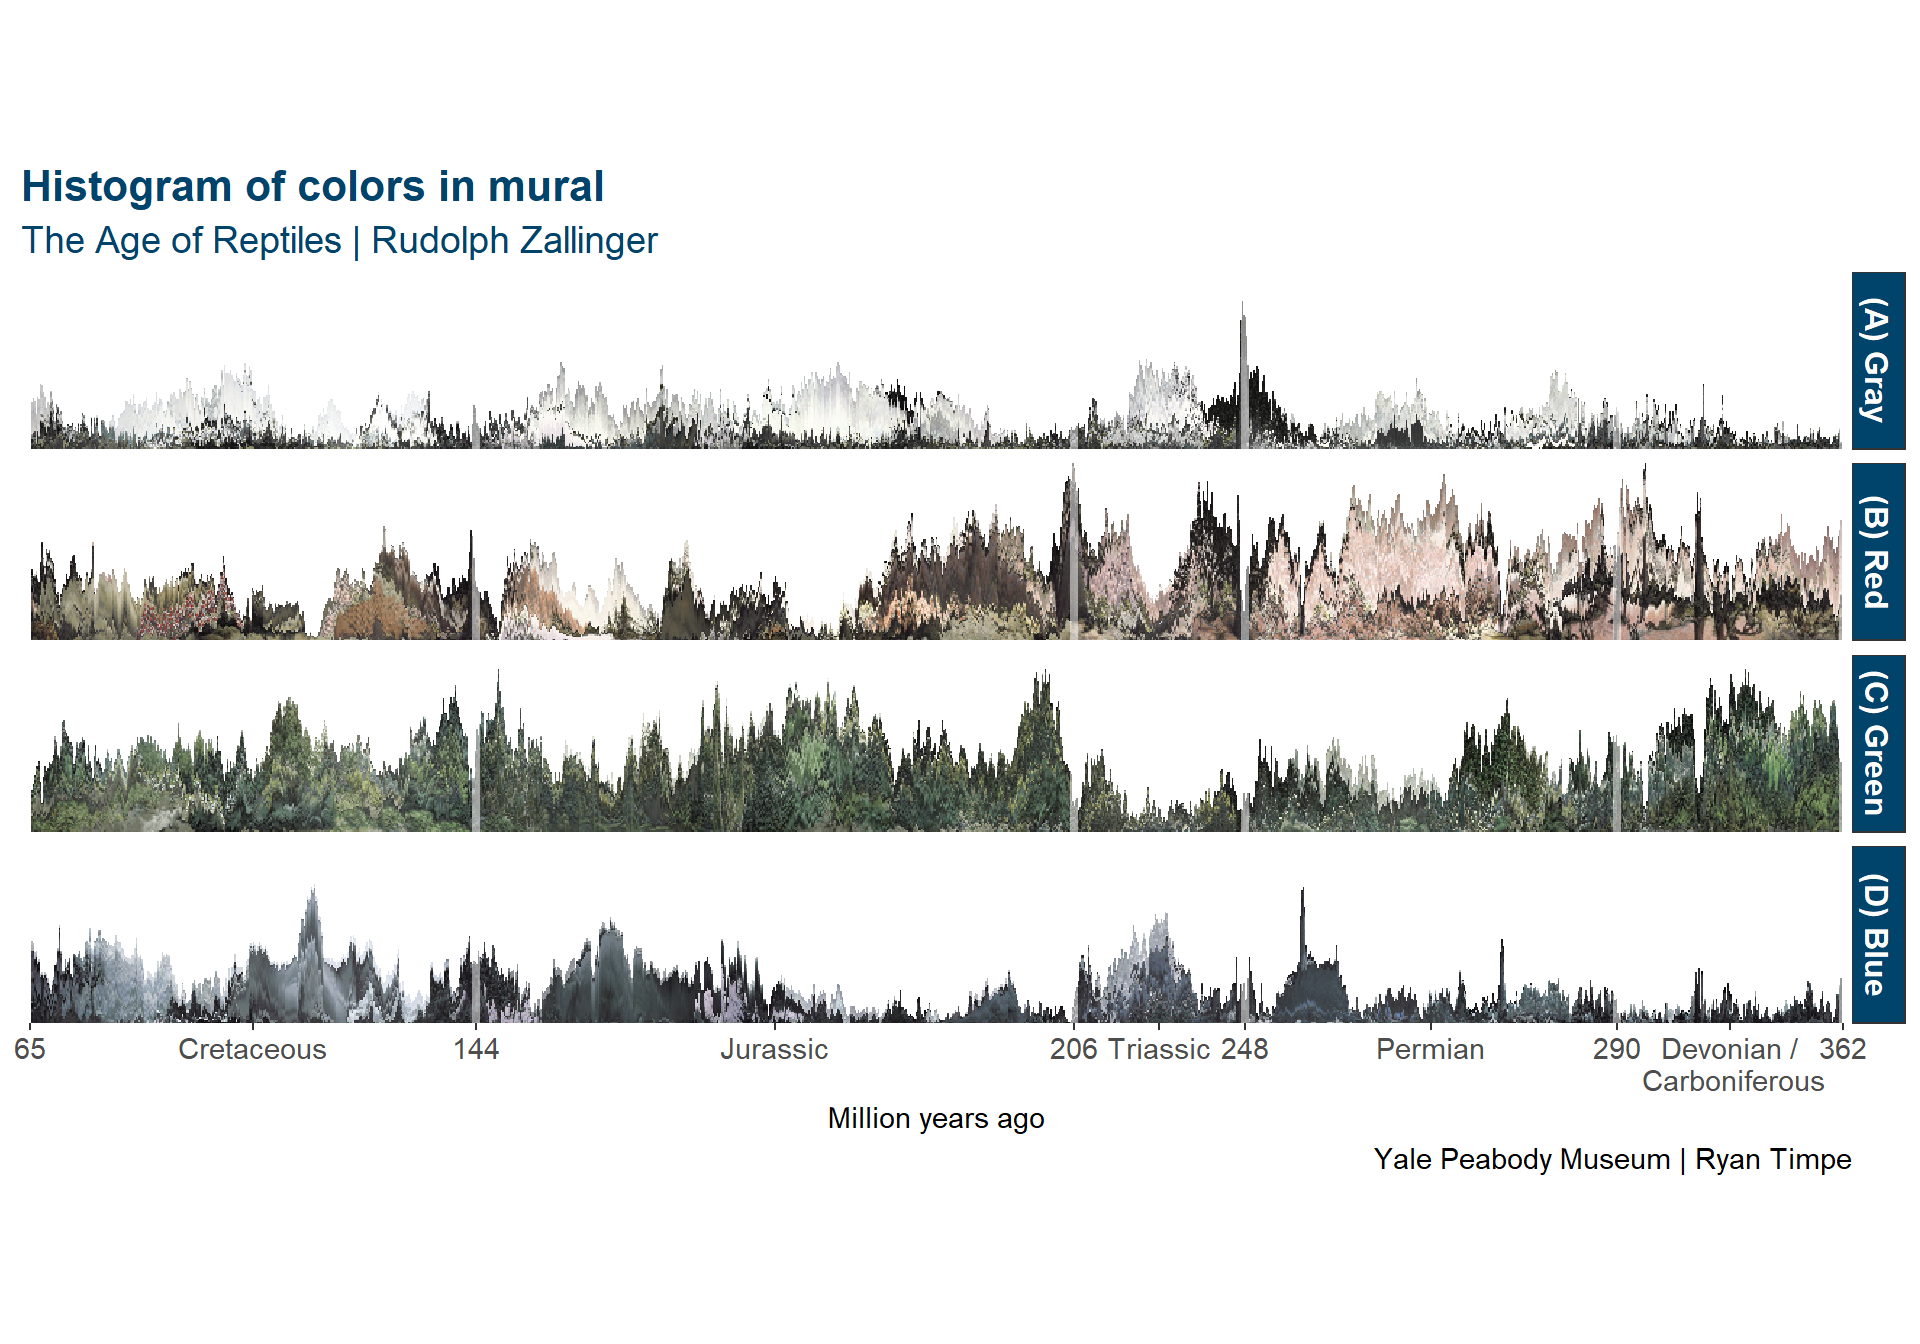 Histogram of colors in mural
The Age of Reptiles | Rudolph Zallinger
(A) Gray
(B) Red
(C) Green
(D) Blue
65 Cretaceous 144 Jurassic 206 Triassic 248 Permian 290 Devonian / 362
Carboniferous
Million years ago
Yale Peabody Museum | Ryan Timpe